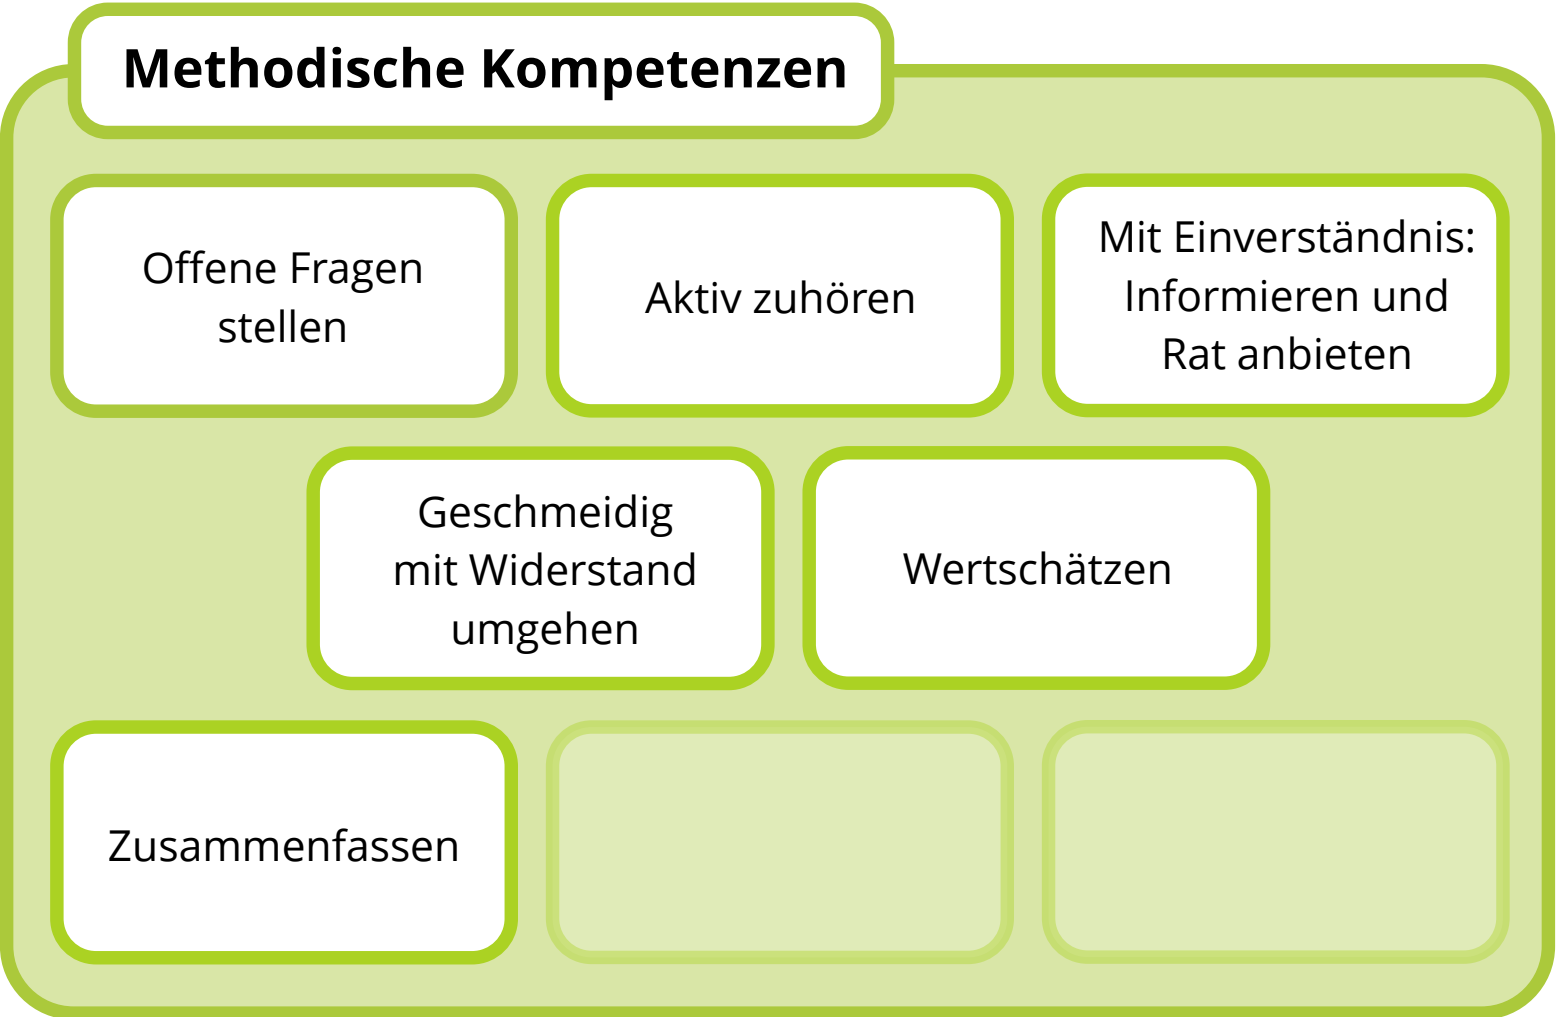 Methodische Kompetenzen
Offene Fragen
stellen
Aktiv zuhören
Mit Einverständnis:
Informieren und
Rat anbieten
Geschmeidig
mit Widerstand
umgehen
Wertschätzen
Zusammenfassen